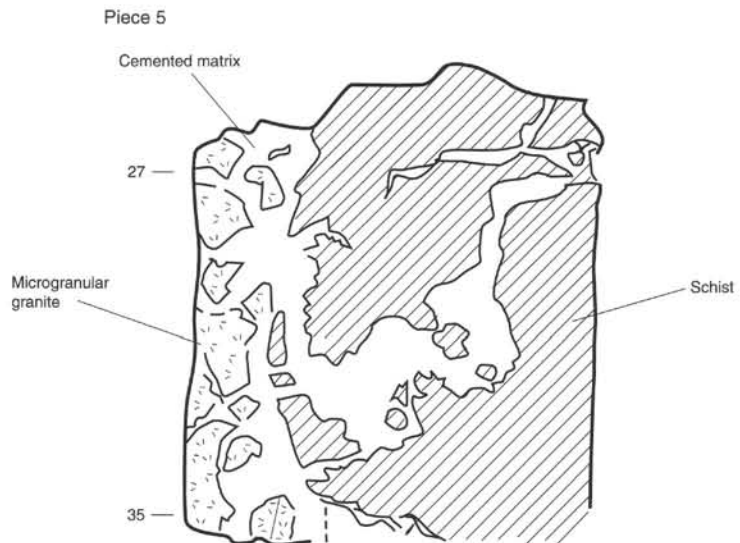 Piece 5
Cemented matrix
27
Microgranular
granite
Schist
35